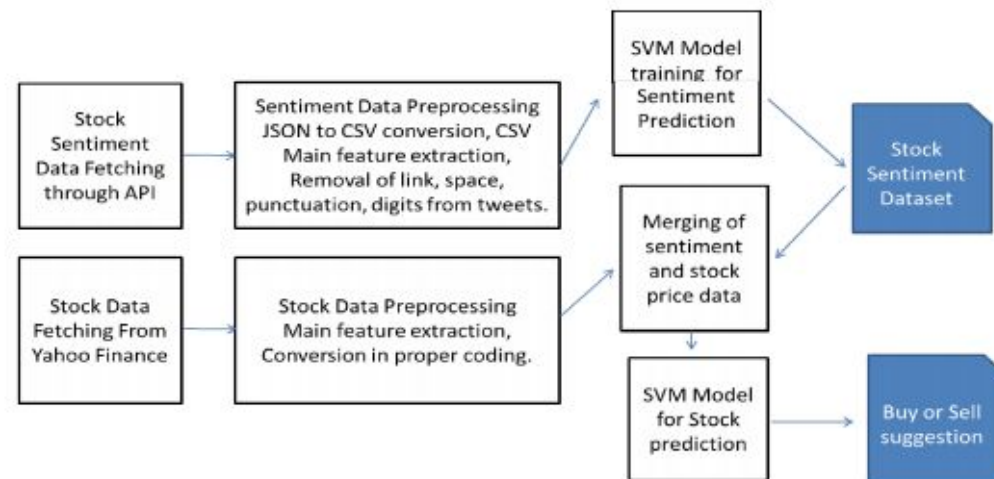 Stock
Sentiment
Data Fetching
through API
Sentiment Data Preprocessing
JSON to CSV conversion, CSV
Main feature extraction,
Removal of link, space,
punctuation, digits from tweets.
SVM Model
training for
Sentiment
Prediction
Stock
Sentiment
Dataset
Stock Data
Fetching From
Yahoo Finance
Stock Data Preprocessing
Main feature extraction,
Conversion in proper coding.
Merging of
sentiment
and stock
price data
SVM Model
for Stock
prediction
Buy or Sell
suggestion